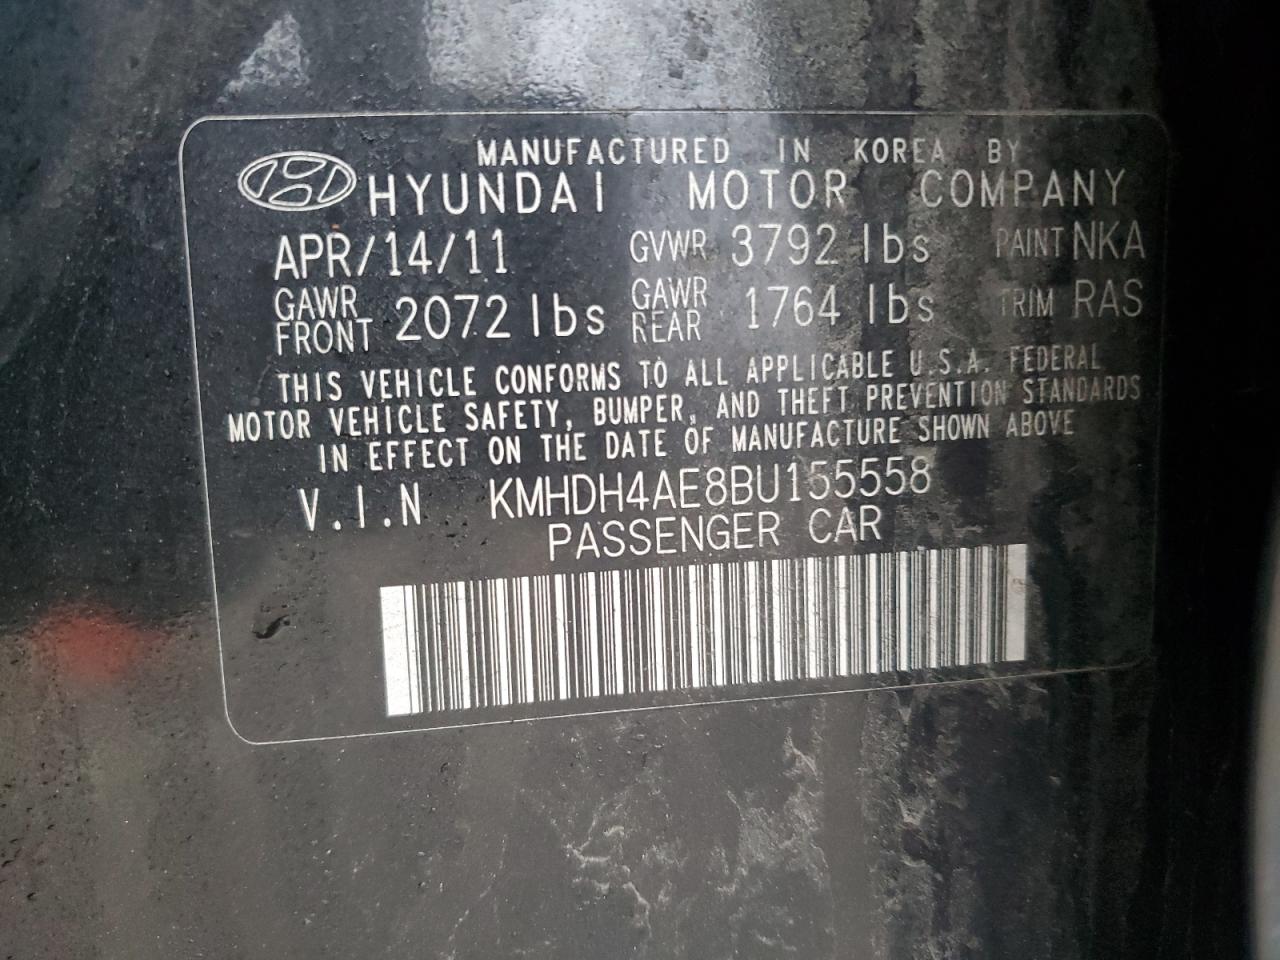 MANUFACTURED IN KOREA BY
HYUNDAI MOTOR COMPANY
APR/14/11 GVWR 3792 lbs PAINT NKA
GAWR FRONT 2072 lbs GAWR REAR 1764 lbs TRIM RAS
THIS VEHICLE CONFORMS TO ALL APPLICABLE U.S.A. FEDERAL
MOTOR VEHICLE SAFETY, BUMPER, AND THEFT PREVENTION STANDARDS
IN EFFECT ON THE DATE OF MANUFACTURE SHOWN ABOVE
V.I.N KMHDH4AE8BU155558
PASSENGER CAR